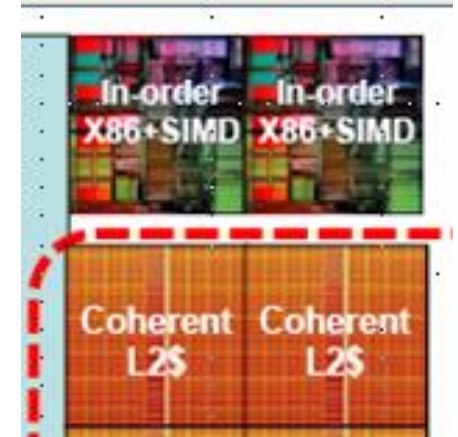 In-order
X86+SIMD
In-order
X86+SIMD
Coherent
L2$
Coherent
L2$